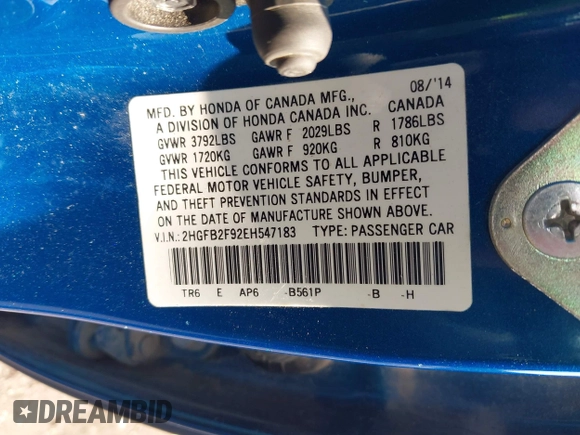 08/'14
MFD. BY HONDA OF CANADA MFG., CANADA
A DIVISION OF HONDA CANADA INC.
GVWR 3792LBS GAWR F 2029LBS R 1786LBS
GVWR 1720KG GAWR F 920KG R 810KG
THIS VEHICLE CONFORMS TO ALL APPLICABLE
FEDERAL MOTOR VEHICLE SAFETY, BUMPER,
AND THEFT PREVENTION STANDARDS IN EFFECT
ON THE DATE OF MANUFACTURE SHOWN ABOVE.
V.I.N.: 2HGFB2F92EH547183 TYPE: PASSENGER CAR
TR6 E AP6 -B561P -B -H
DREAMBID